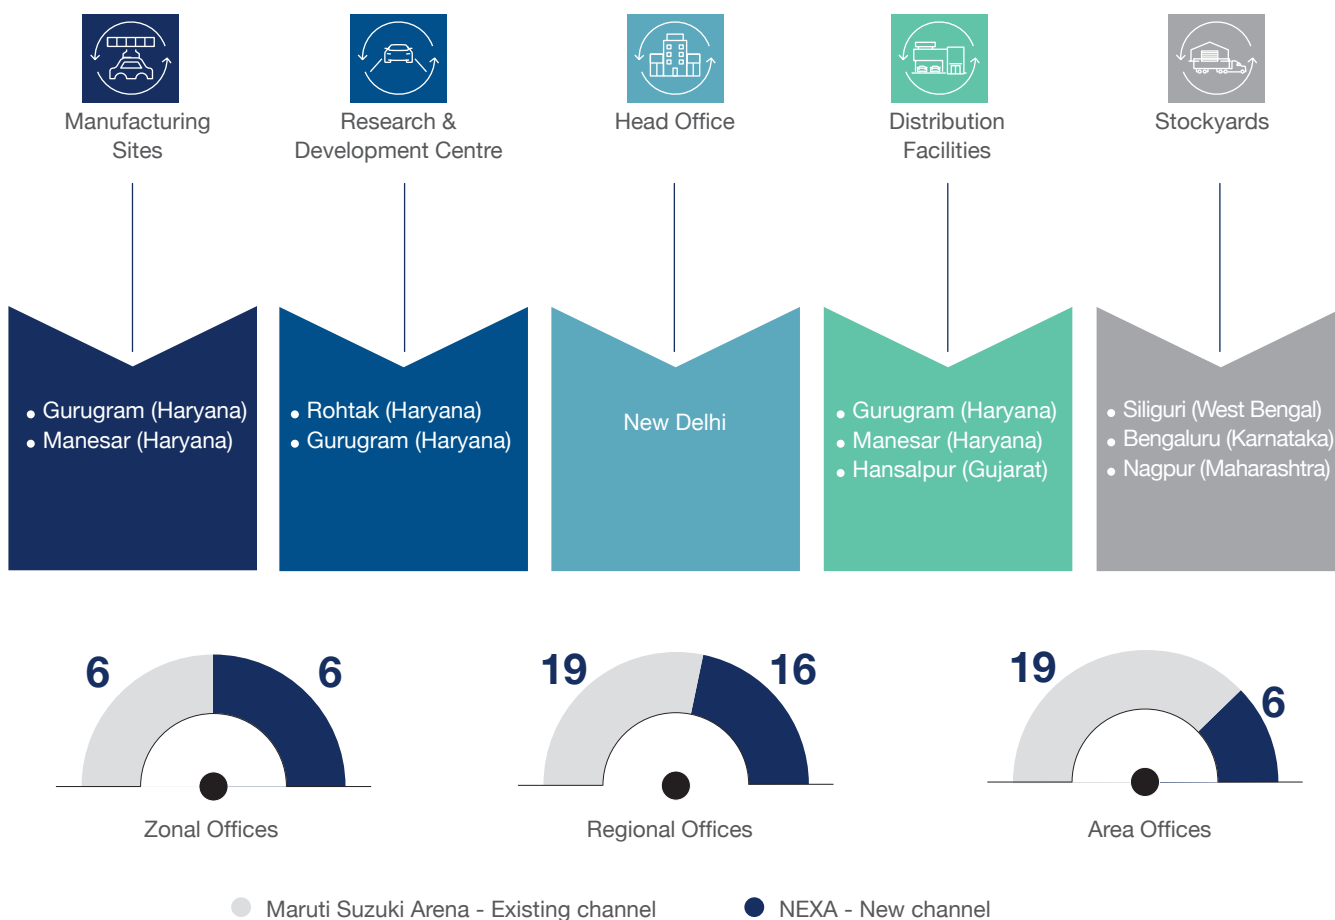 Manufacturing
Sites
Research &
Development Centre
Head Office
Distribution
Facilities
Stockyards
• Gurugram (Haryana)
• Manesar (Haryana)
• Rohtak (Haryana)
• Gurugram (Haryana)
New Delhi
• Gurugram (Haryana)
• Manesar (Haryana)
• Hansalpur (Gujarat)
• Siliguri (West Bengal)
• Bengaluru (Karnataka)
• Nagpur (Maharashtra)
6
6
Zonal Offices
19
16
Regional Offices
19
6
Area Offices
Maruti Suzuki Arena - Existing channel
NEXA - New channel